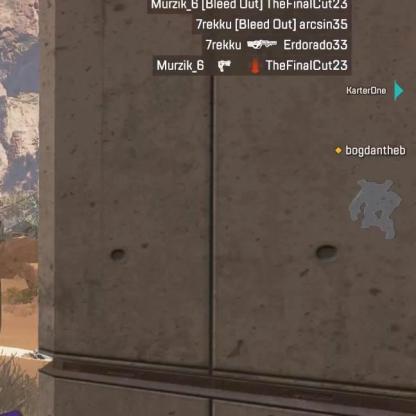 Murzik_6 [Bleed Out] TheFinalCut23
7rekku [Bleed Out] arcsin35
7rekku Erdorado33
Murzik_6 TheFinalCut23
KarterOne
bogdantheb